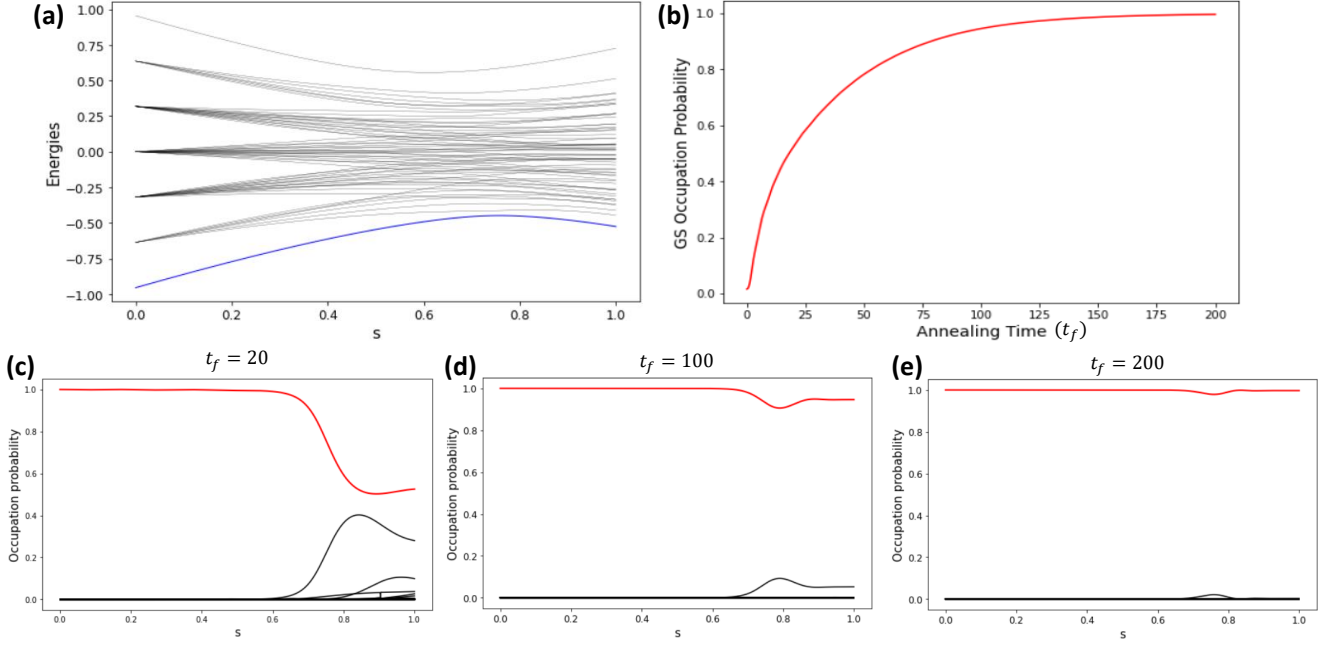 (a)
1.00
0.75
0.50
0.25
0.00
−0.25
−0.50
−0.75
−1.00
Energies
0.0 0.2 0.4 0.6 0.8 1.0
s
(b)
1.0
0.8
0.6
0.4
0.2
0.0
GS Occupation Probability
0 25 50 75 100 125 150 175 200
Annealing Time (t_f)
(c)
t_f = 20
1.0
0.8
0.6
0.4
0.2
0.0
Occupation probability
0.0 0.2 0.4 0.6 0.8 1.0
s
(d)
t_f = 100
1.0
0.8
0.6
0.4
0.2
0.0
Occupation probability
0.0 0.2 0.4 0.6 0.8 1.0
s
(e)
t_f = 200
1.0
0.8
0.6
0.4
0.2
0.0
Occupation probability
0.0 0.2 0.4 0.6 0.8 1.0
s